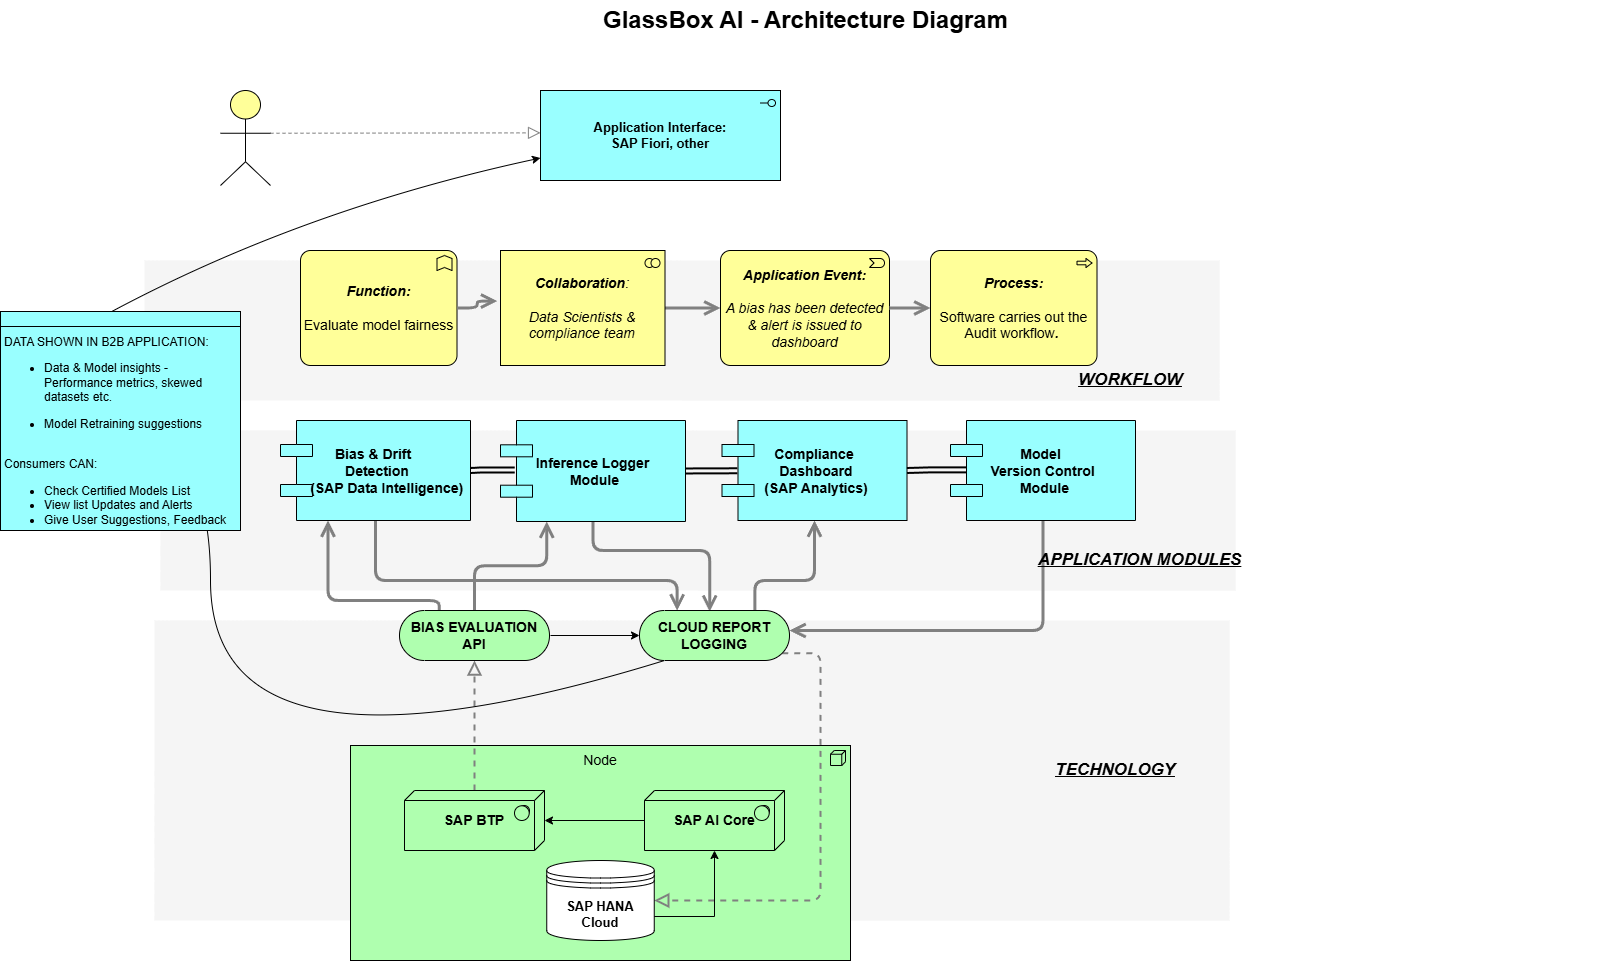 GlassBox AI - Architecture Diagram
Application Interface:
SAP Fiori, other
Function:
Evaluate model fairness
Collaboration:
Data Scientists &
compliance team
Application Event:
A bias has been detected
& alert is issued to
dashboard
Process:
Software carries out the
Audit workflow.
WORKFLOW
DATA SHOWN IN B2B APPLICATION:
• Data & Model insights -
Performance metrics, skewed
datasets etc.
• Model Retraining suggestions
Consumers CAN:
• Check Certified Models List
• View list Updates and Alerts
• Give User Suggestions, Feedback
Bias & Drift
Detection
(SAP Data Intelligence)
Inference Logger
Module
Compliance
Dashboard
(SAP Analytics)
Model
Version Control
Module
APPLICATION MODULES
BIAS EVALUATION
API
CLOUD REPORT
LOGGING
TECHNOLOGY
Node
SAP BTP
SAP AI Core
SAP HANA
Cloud